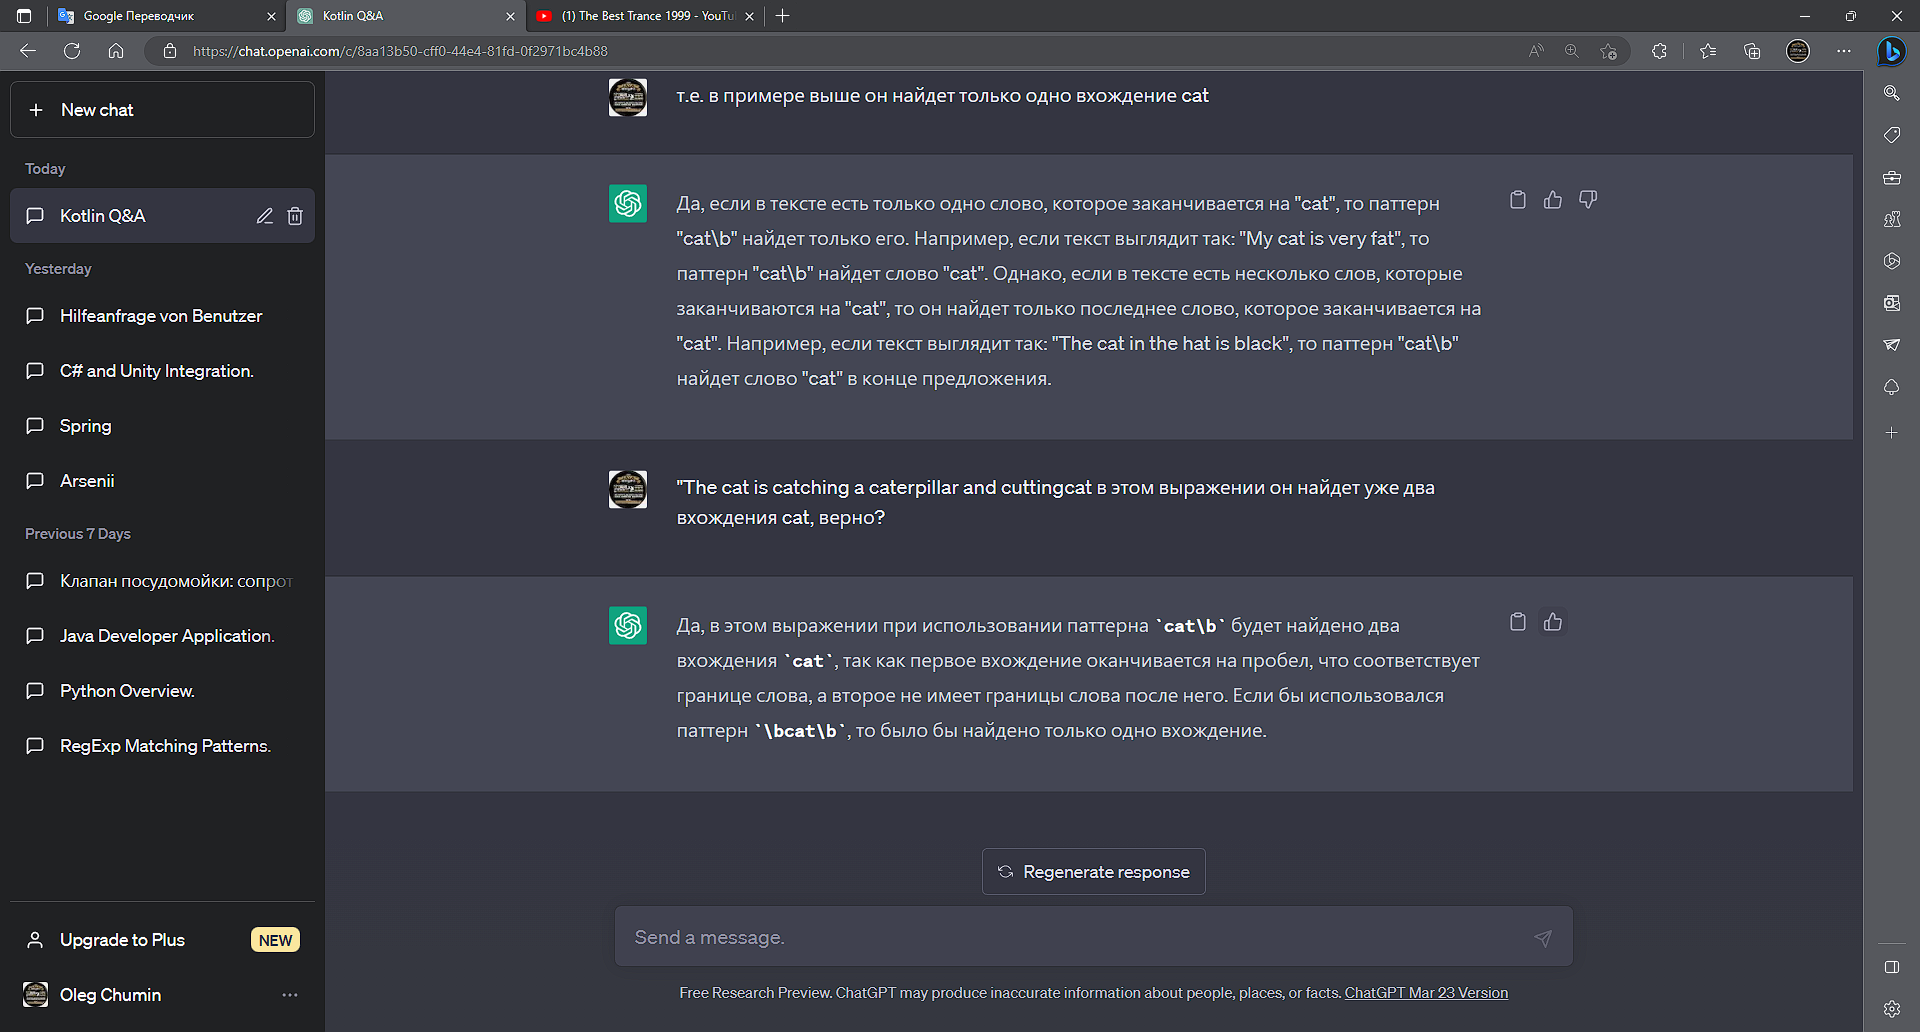 Google Переводчик
Kotlin Q&A
(1) The Best Trance 1999 - YouTu
https://chat.openai.com/c/8aa13b50-cff0-44e4-81fd-0f2971bc4b88
New chat
Today
Kotlin Q&A
Yesterday
Hilfeanfrage von Benutzer
C# and Unity Integration.
Spring
Arsenii
Previous 7 Days
Клапан посудомойки: сопрот
Java Developer Application.
Python Overview.
RegExp Matching Patterns.
Upgrade to Plus
NEW
Oleg Chumin
т.е. в примере выше он найдет только одно вхождение cat
Да, если в тексте есть только одно слово, которое заканчивается на "cat", то паттерн
"cat\b" найдет только его. Например, если текст выглядит так: "My cat is very fat", то
паттерн "cat\b" найдет слово "cat". Однако, если в тексте есть несколько слов, которые
заканчиваются на "cat", то он найдет только последнее слово, которое заканчивается на
"cat". Например, если текст выглядит так: "The cat in the hat is black", то паттерн "cat\b"
найдет слово "cat" в конце предложения.
"The cat is catching a caterpillar and cuttingcat в этом выражении он найдет уже два
вхождения cat, верно?
Да, в этом выражении при использовании паттерна `cat\b` будет найдено два
вхождения `cat`, так как первое вхождение оканчивается на пробел, что соответствует
границе слова, а второе не имеет границы слова после него. Если бы использовался
паттерн `\bcat\b`, то было бы найдено только одно вхождение.
Regenerate response
Send a message.
Free Research Preview. ChatGPT may produce inaccurate information about people, places, or facts. ChatGPT Mar 23 Version